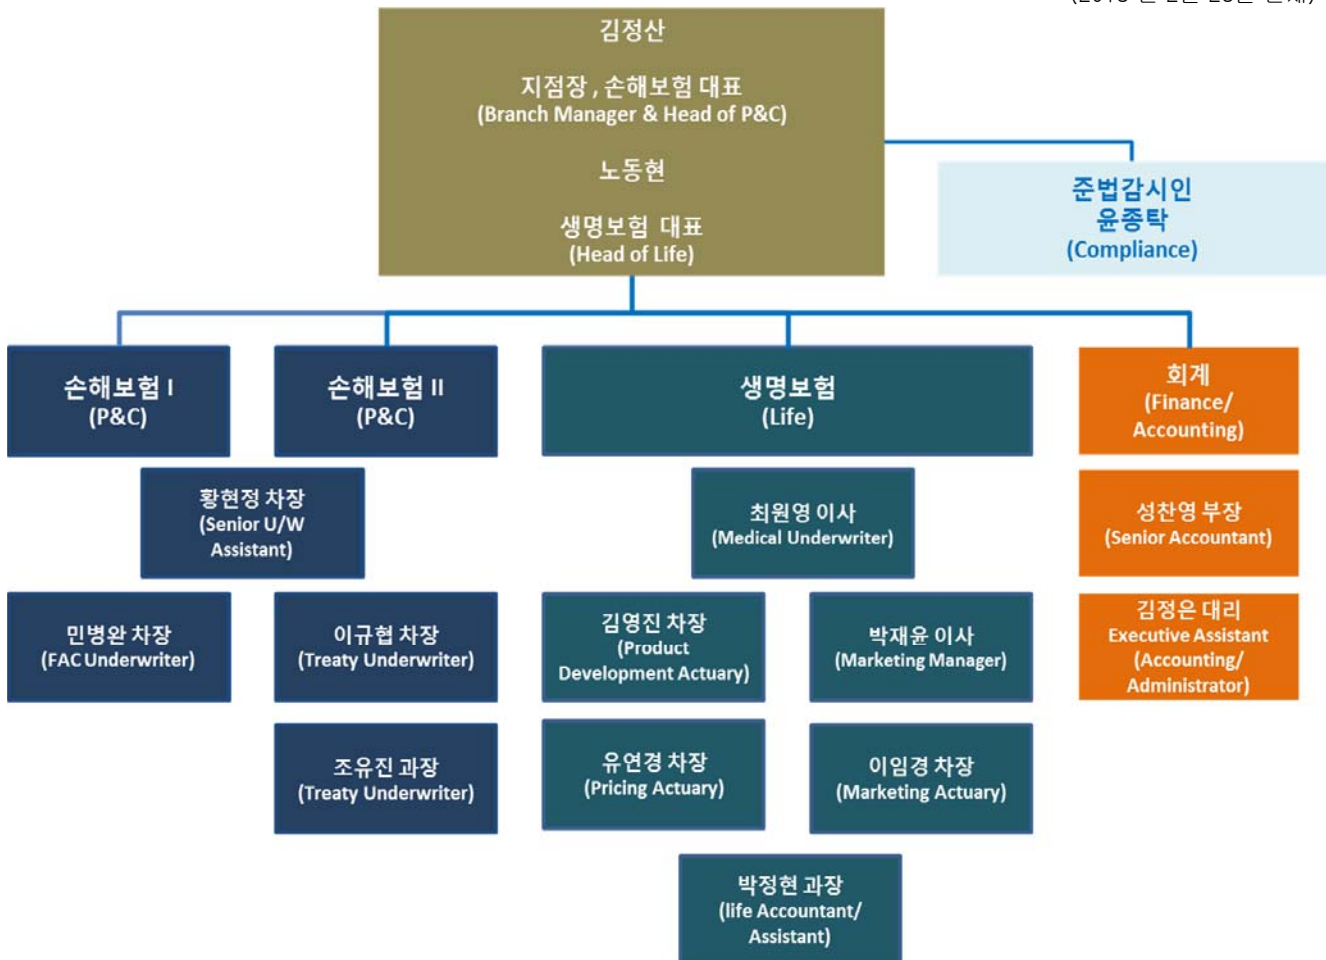 김정산
지점장 , 손해보험 대표
(Branch Manager & Head of P&C)
노동현
생명보험 대표
(Head of Life)
준법감시인
윤종탁
(Compliance)
손해보험 I
(P&C)
손해보험 II
(P&C)
생명보험
(Life)
회계
(Finance/
Accounting)
황현정 차장
(Senior U/W
Assistant)
최원영 이사
(Medical Underwriter)
성찬영 부장
(Senior Accountant)
민병완 차장
(FAC Underwriter)
이규협 차장
(Treaty Underwriter)
김영진 차장
(Product
Development Actuary)
박재윤 이사
(Marketing Manager)
김정은 대리
Executive Assistant
(Accounting/
Administrator)
조유진 과장
(Treaty Underwriter)
유연경 차장
(Pricing Actuary)
이임경 차장
(Marketing Actuary)
박정현 과장
(life Accountant/
Assistant)